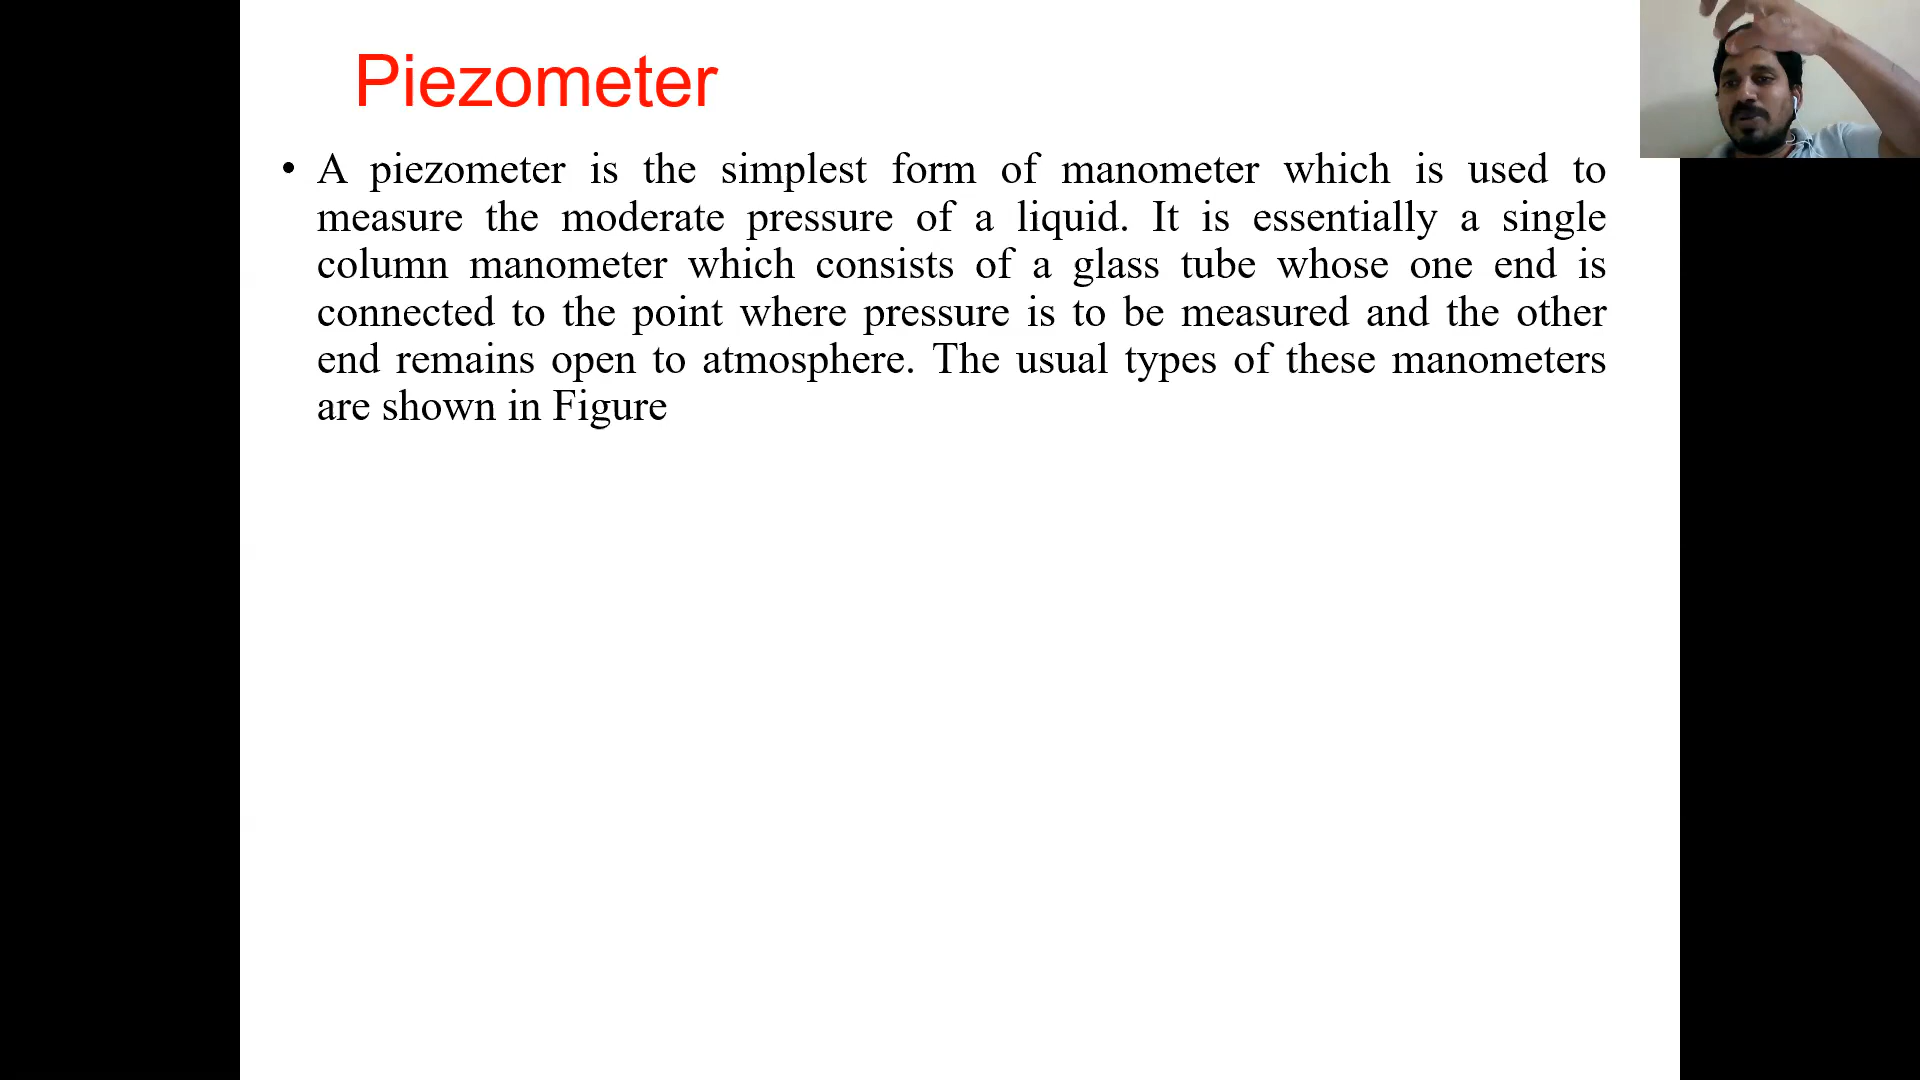 Piezometer
• A piezometer is the simplest form of manometer which is used to
measure the moderate pressure of a liquid. It is essentially a single
column manometer which consists of a glass tube whose one end is
connected to the point where pressure is to be measured and the other
end remains open to atmosphere. The usual types of these manometers
are shown in Figure